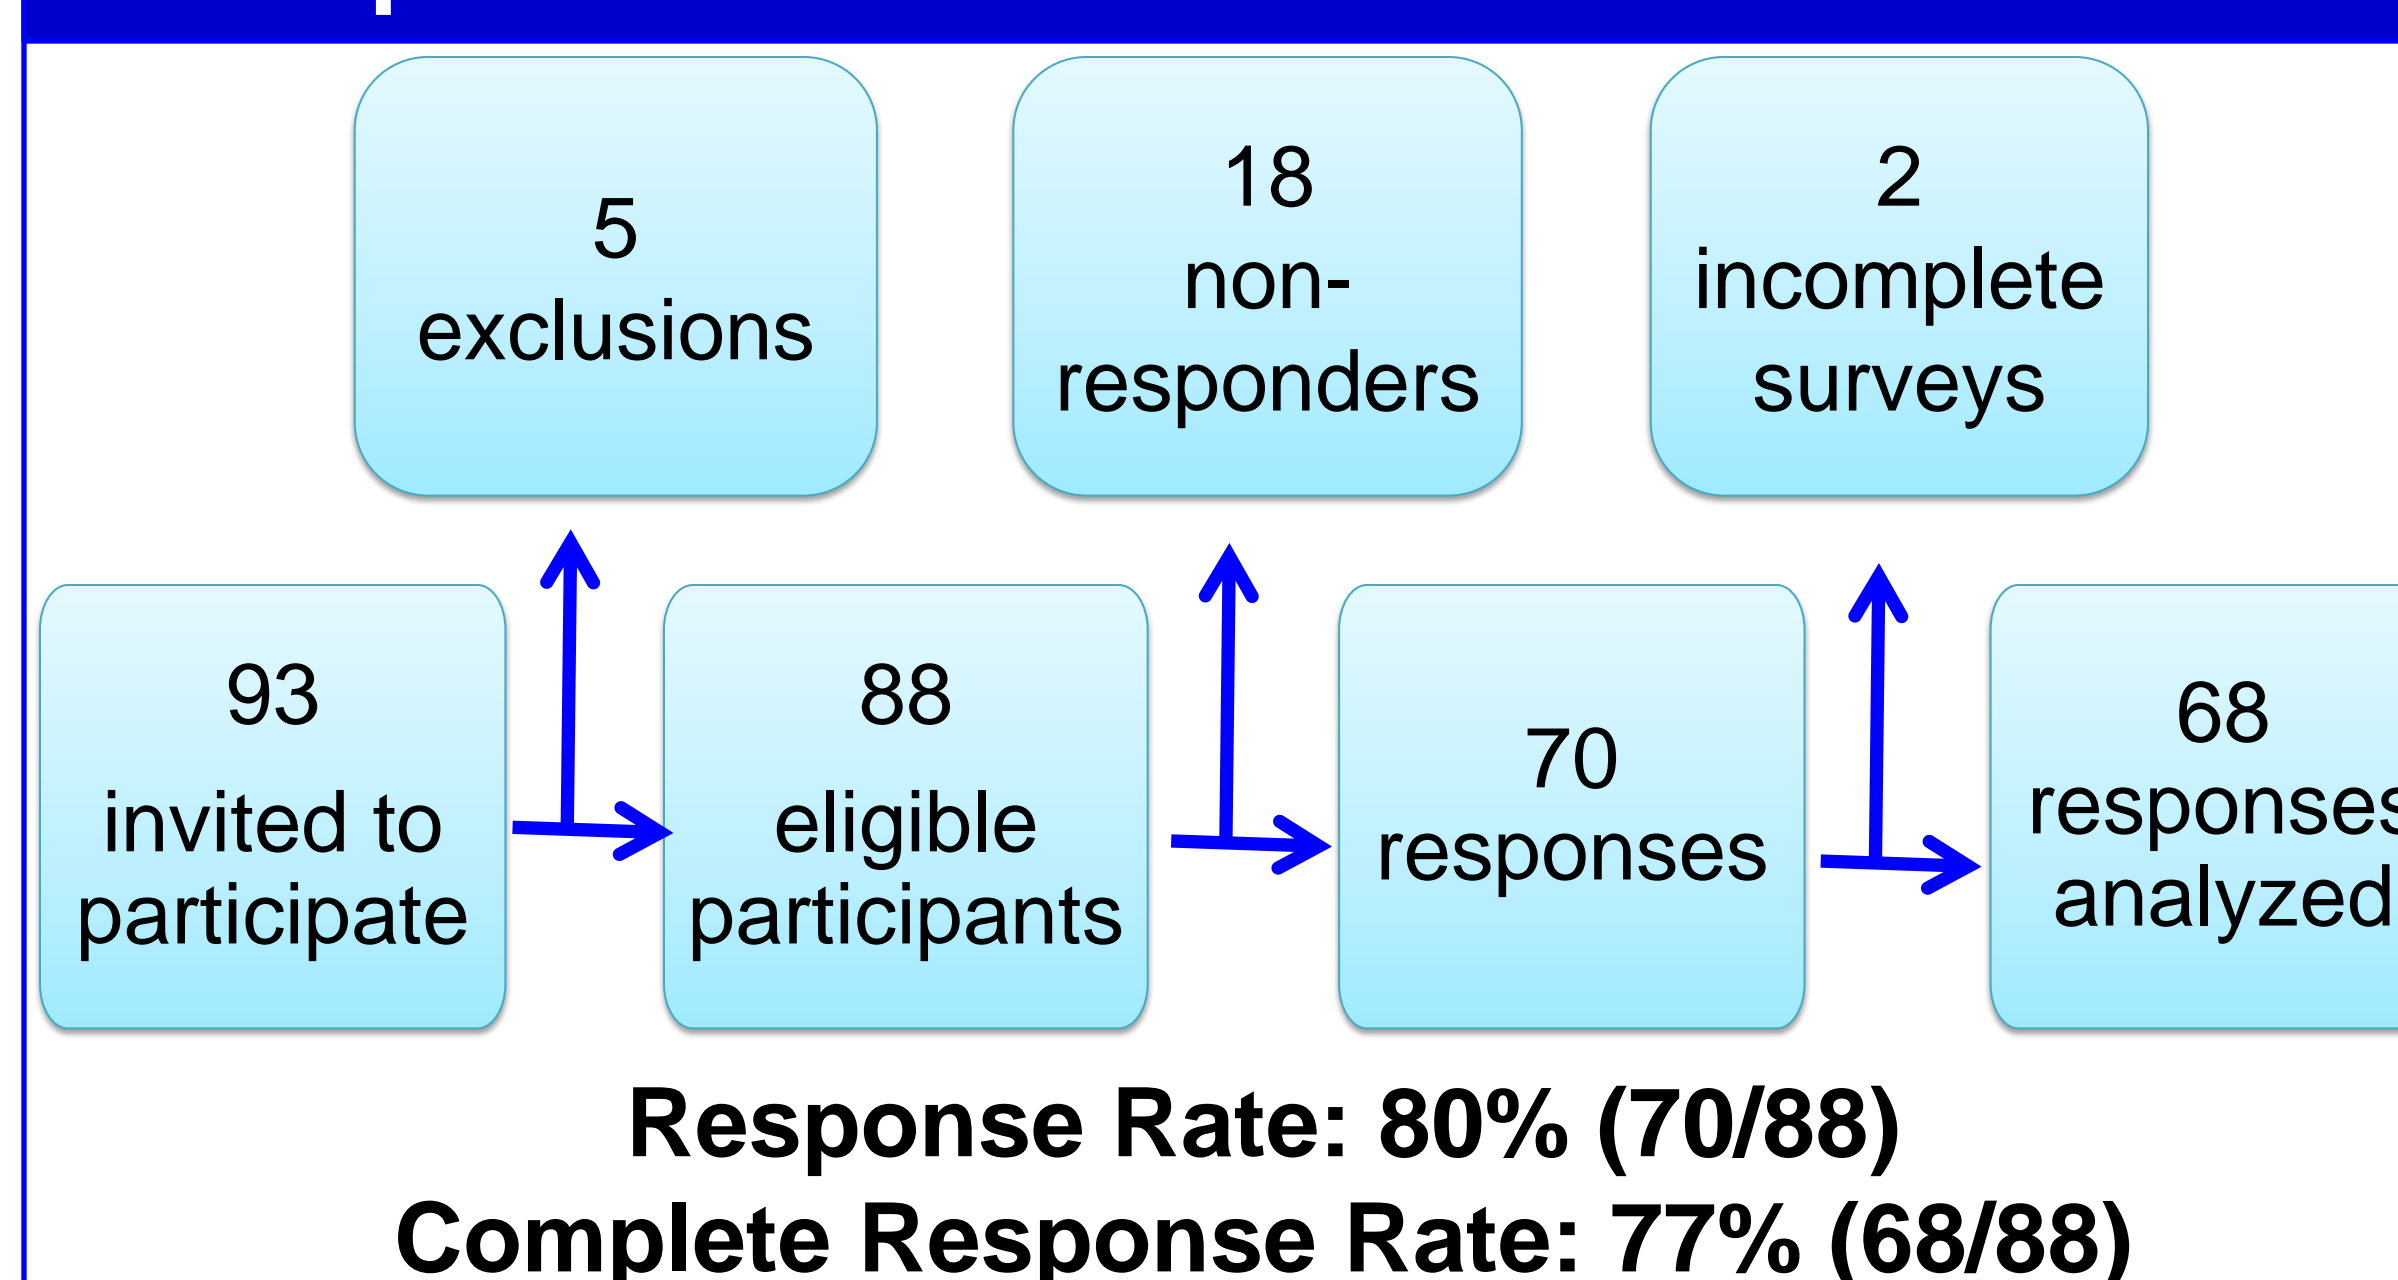 5
exclusions
18
non-
responders
2
incomplete
surveys
93
invited to
participate
88
eligible
participants
70
responses
68
responses
analyzed
Response Rate: 80% (70/88)
Complete Response Rate: 77% (68/88)